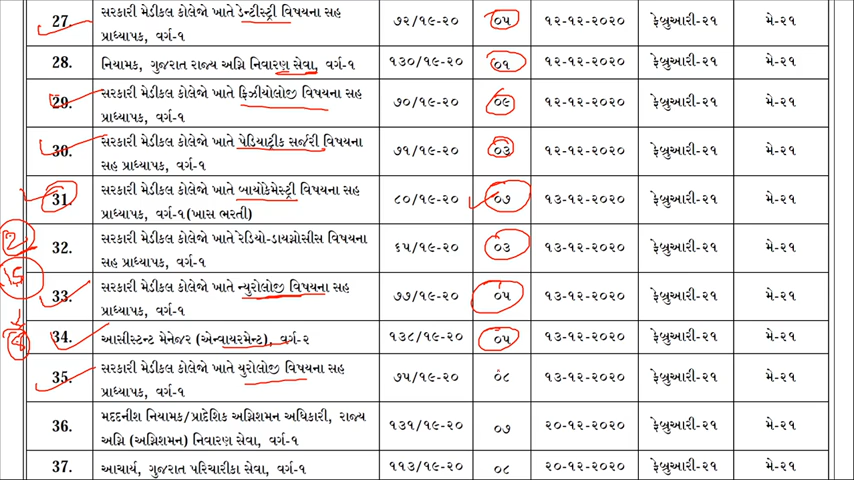 27. સરકારી મેડીકલ કોલેજો ખાતે ડેન્ટીસ્ટ્રી વિષયના સહ ૭૨/૧૯-૨૦ ૦૫ ૧૨-૧૨-૨૦૨૦ ફેબ્રુઆરી-૨૧ મે-૨૧
પ્રાધ્યાપક, વર્ગ-૧
28. નિયામક, ગુજરાત રાજ્ય અગ્નિ નિવારણ સેવા, વર્ગ-૧ ૧૩૦/૧૯-૨૦ ૦૧ ૧૨-૧૨-૨૦૨૦ ફેબ્રુઆરી-૨૧ મે-૨૧
29. સરકારી મેડીકલ કોલેજો ખાતે ફિઝીયોલોજી વિષયના સહ ૭૦/૧૯-૨૦ ૦૯ ૧૨-૧૨-૨૦૨૦ ફેબ્રુઆરી-૨૧ મે-૨૧
પ્રાધ્યાપક, વર્ગ-૧
30. સરકારી મેડીકલ કોલેજો ખાતે પેડિયાટ્રીક સર્જરી વિષયના ૭૧/૧૯-૨૦ ૦૩ ૧૨-૧૨-૨૦૨૦ ફેબ્રુઆરી-૨૧ મે-૨૧
સહ પ્રાધ્યાપક, વર્ગ-૧
31. સરકારી મેડીકલ કોલેજો ખાતે બાયોકેમેસ્ટ્રી વિષયના સહ ૮૦/૧૯-૨૦ ૦૭ ૧૩-૧૨-૨૦૨૦ ફેબ્રુઆરી-૨૧ મે-૨૧
પ્રાધ્યાપક, વર્ગ-૧ (ખાસ ભરતી)
32. સરકારી મેડીકલ કોલેજો ખાતે રેડિયો-ડાયગ્નોસીસ વિષયના ૬૫/૧૯-૨૦ ૦૩ ૧૩-૧૨-૨૦૨૦ ફેબ્રુઆરી-૨૧ મે-૨૧
સહ પ્રાધ્યાપક, વર્ગ-૧
33. સરકારી મેડીકલ કોલેજો ખાતે ન્યુરોલોજી વિષયના સહ ૭૭/૧૯-૨૦ ૦૫ ૧૩-૧૨-૨૦૨૦ ફેબ્રુઆરી-૨૧ મે-૨૧
પ્રાધ્યાપક, વર્ગ-૧
34. આસીસ્ટન્ટ મેનેજર (એન્વાયરમેન્ટ), વર્ગ-૨ ૧૩૮/૧૯-૨૦ ૦૫ ૧૩-૧૨-૨૦૨૦ ફેબ્રુઆરી-૨૧ મે-૨૧
35. સરકારી મેડીકલ કોલેજો ખાતે યુરોલોજી વિષયના સહ ૭૫/૧૯-૨૦ ૦૮ ૧૩-૧૨-૨૦૨૦ ફેબ્રુઆરી-૨૧ મે-૨૧
પ્રાધ્યાપક, વર્ગ-૧
36. મદદનીશ નિયામક/પ્રાદેશિક અગ્નિશમન અધિકારી, રાજ્ય ૧૩૧/૧૯-૨૦ ૦૭ ૨૦-૧૨-૨૦૨૦ ફેબ્રુઆરી-૨૧ મે-૨૧
અગ્નિ (અગ્નિશમન) નિવારણ સેવા, વર્ગ-૧
37. આચાર્ય, ગુજરાત પરિચારીકા સેવા, વર્ગ-૧ ૧૧૩/૧૯-૨૦ ૦૮ ૨૦-૧૨-૨૦૨૦ ફેબ્રુઆરી-૨૧ મે-૨૧